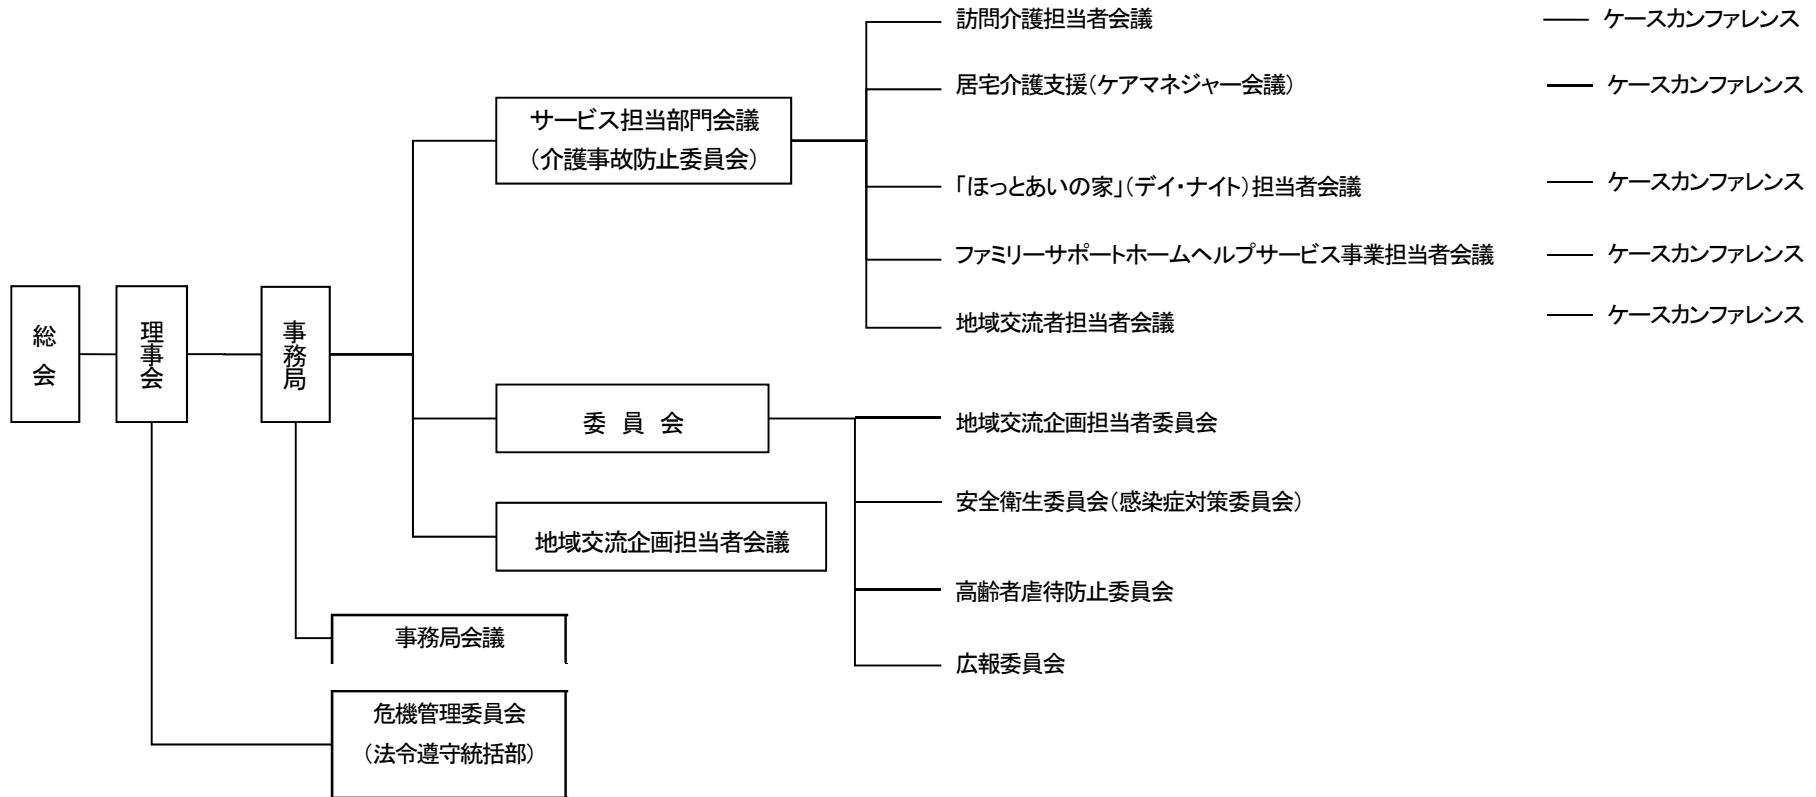 訪問介護担当者会議
ケースカンファレンス
居宅介護支援（ケアマネジャー会議）
ケースカンファレンス
サービス担当部門会議
（介護事故防止委員会）
「ほっとあいの家」（デイ・ナイト）担当者会議
ケースカンファレンス
ファミリーサポートホームヘルプサービス事業担当者会議
ケースカンファレンス
地域交流者担当者会議
ケースカンファレンス
総会
理事会
事務局
委 員 会
地域交流企画担当者委員会
安全衛生委員会（感染症対策委員会）
地域交流企画担当者会議
高齢者虐待防止委員会
事務局会議
広報委員会
危機管理委員会
（法令遵守統括部）